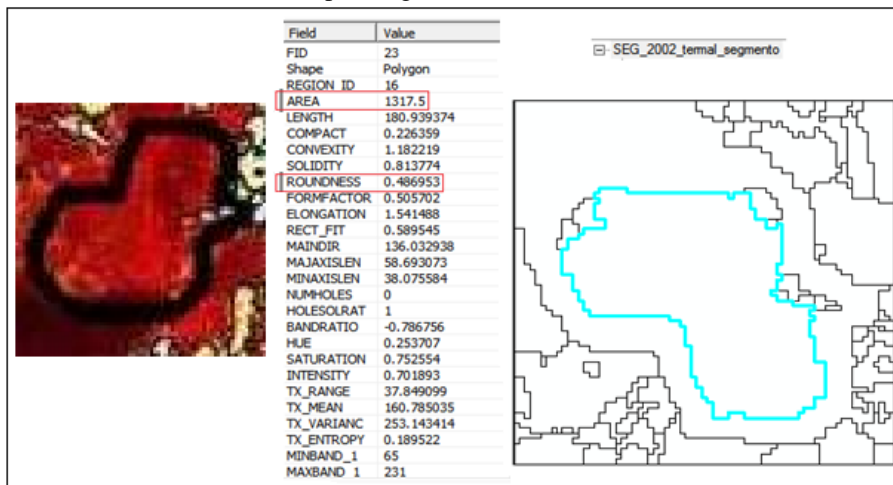 Field Value
FID 23
Shape Polygon
REGION_ID 16
AREA 1317.5
LENGTH 180.939374
COMPACT 0.226359
CONVEXITY 1.182219
SOLIDITY 0.813774
ROUNDNESS 0.486953
FORMFACTOR 0.505702
ELONGATION 1.541488
RECT_FIT 0.589545
MAINDIR 136.032938
MAJAXISLEN 58.693073
MINAXISLEN 38.075584
NUMHOLES 0
HOLESOLRAT 1
BANDRATIO -0.786756
HUE 0.253707
SATURATION 0.752554
INTENSITY 0.701893
TX_RANGE 37.849099
TX_MEAN 160.785035
TX_VARIANC 253.143414
TX_ENTROPY 0.189522
MINBAND_1 65
MAXBAND_1 231
SEG_2002_termal_segmento